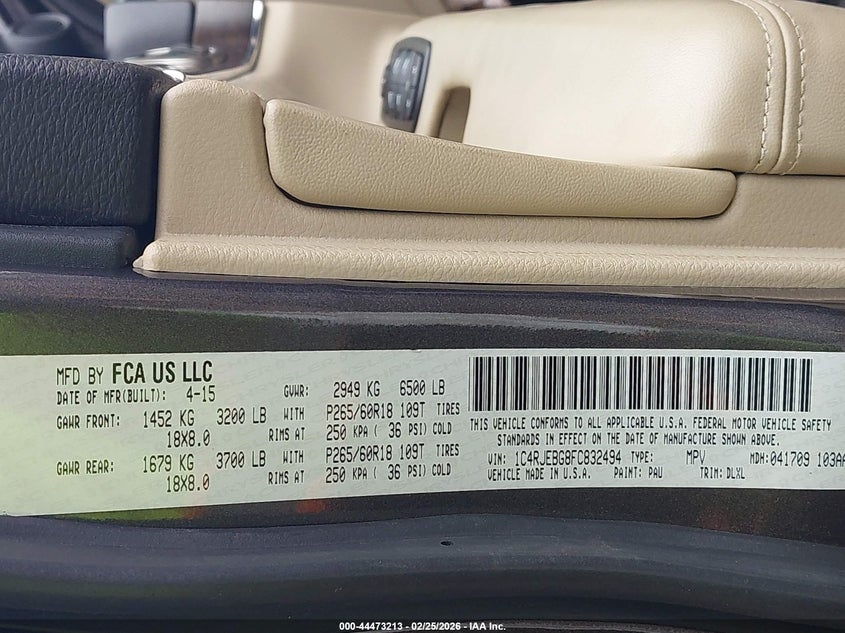 MFD BY FCA US LLC
DATE OF MFR(BUILT): 4-15 GVWR: 2949 KG 6500 LB
GAWR FRONT: 1452 KG 3200 LB WITH P265/60R18 109T TIRES
18X8.0 RIMS AT 250 KPA ( 36 PSI) COLD
GAWR REAR: 1679 KG 3700 LB WITH P265/60R18 109T TIRES
18X8.0 RIMS AT 250 KPA ( 36 PSI) COLD
THIS VEHICLE CONFORMS TO ALL APPLICABLE U.S.A. FEDERAL MOTOR VEHICLE SAFETY
STANDARDS IN EFFECT ON THE DATE OF MANUFACTURE SHOWN ABOVE.
VIN: 1C4RJEBG8FC832494 TYPE: MPV MDH: 041709 103AA
VEHICLE MADE IN U.S.A. PAINT: PAU TRIM: DLXL
000-44473213 - 02/25/2026 - IAA Inc.